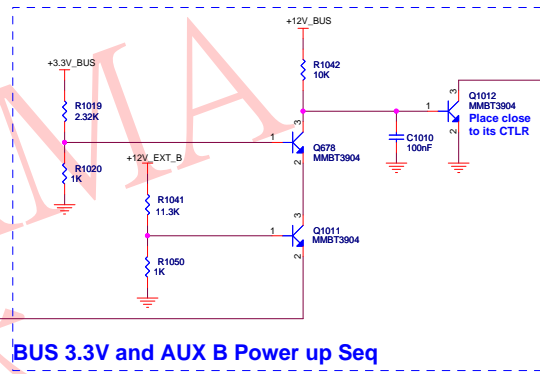 +12V_BUS
+3.3V_BUS
R1042
10K
R1019
2.32K
3
Q1012
MMBT3904
1
Place close
to its CTLR
2
C1010
100nF
3
1
Q678
MMBT3904
2
+12V_EXT_B
R1020
1K
R1041
11.3K
3
1
Q1011
MMBT3904
2
R1050
1K
BUS 3.3V and AUX B Power up Seq